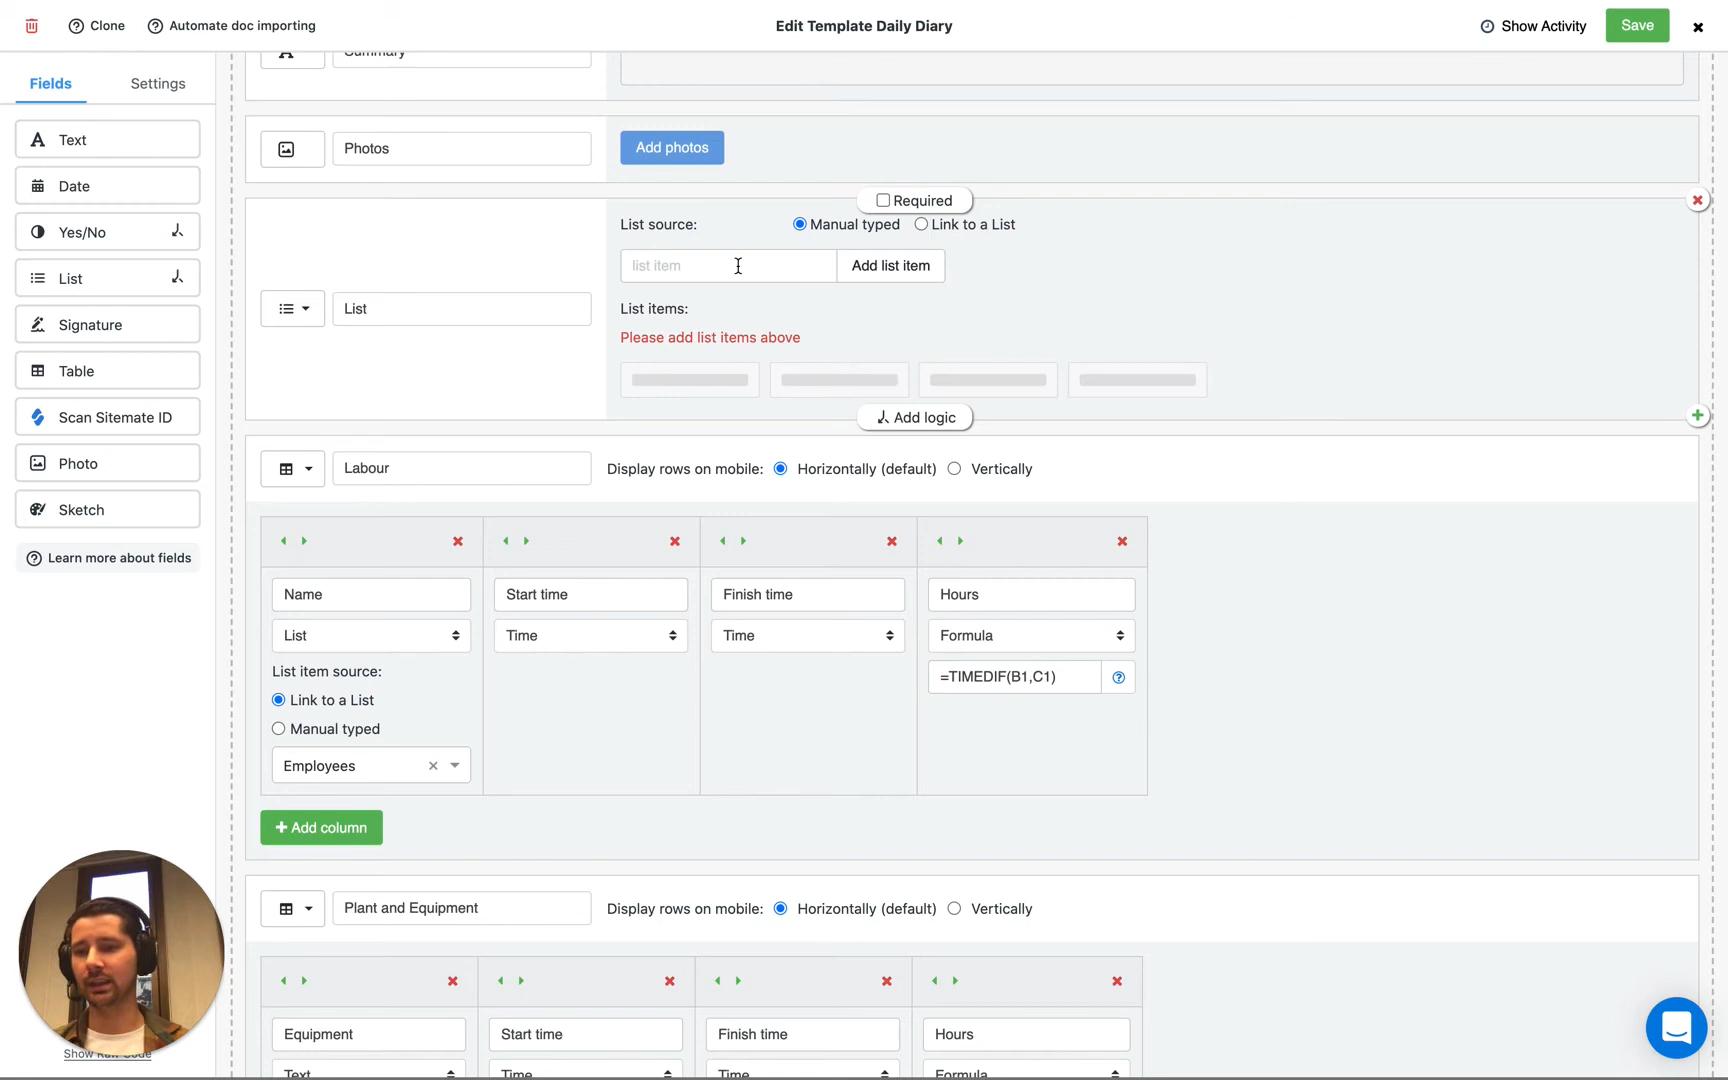 Clone
Automate doc importing
Edit Template Daily Diary
Show Activity
Save
Fields
Settings
Text
Date
Yes/No
List
Signature
Table
Scan Sitemate ID
Photo
Sketch
Learn more about fields
Show Raw Code
Summary
Photos
Add photos
Required
List source:
Manual typed
Link to a List
list item
Add list item
List
List items:
Please add list items above
Add logic
Labour
Display rows on mobile:
Horizontally (default)
Vertically
Name
Start time
Finish time
Hours
List
Time
Time
Formula
List item source:
=TIMEDIF(B1,C1)
Link to a List
Manual typed
Employees
Add column
Plant and Equipment
Display rows on mobile:
Horizontally (default)
Vertically
Equipment
Start time
Finish time
Hours
Text
Time
Time
Formula